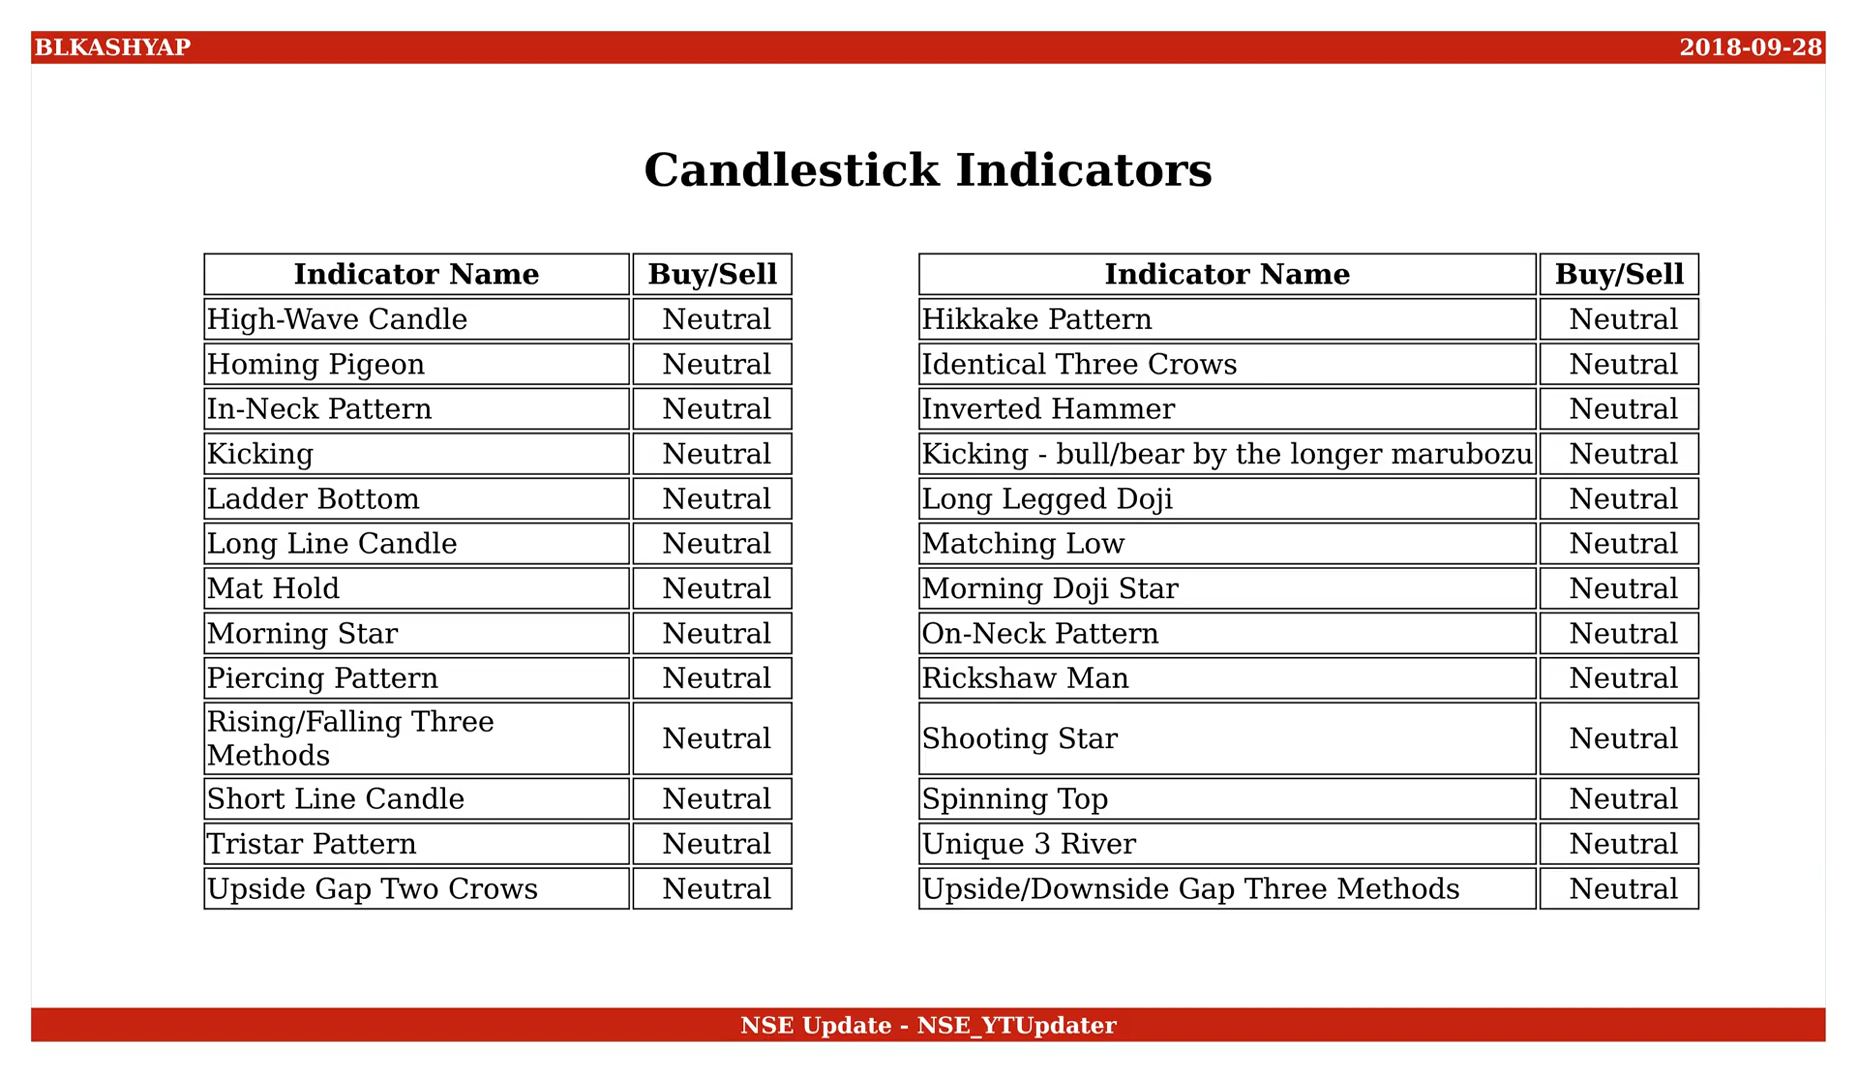 BLKASHYAP 2018-09-28
Candlestick Indicators
Indicator Name Buy/Sell Indicator Name Buy/Sell
High-Wave Candle Neutral Hikkake Pattern Neutral
Homing Pigeon Neutral Identical Three Crows Neutral
In-Neck Pattern Neutral Inverted Hammer Neutral
Kicking Neutral Kicking - bull/bear by the longer marubozu Neutral
Ladder Bottom Neutral Long Legged Doji Neutral
Long Line Candle Neutral Matching Low Neutral
Mat Hold Neutral Morning Doji Star Neutral
Morning Star Neutral On-Neck Pattern Neutral
Piercing Pattern Neutral Rickshaw Man Neutral
Rising/Falling Three
Methods Neutral Shooting Star Neutral
Short Line Candle Neutral Spinning Top Neutral
Tristar Pattern Neutral Unique 3 River Neutral
Upside Gap Two Crows Neutral Upside/Downside Gap Three Methods Neutral
NSE Update - NSE_YTUpdater